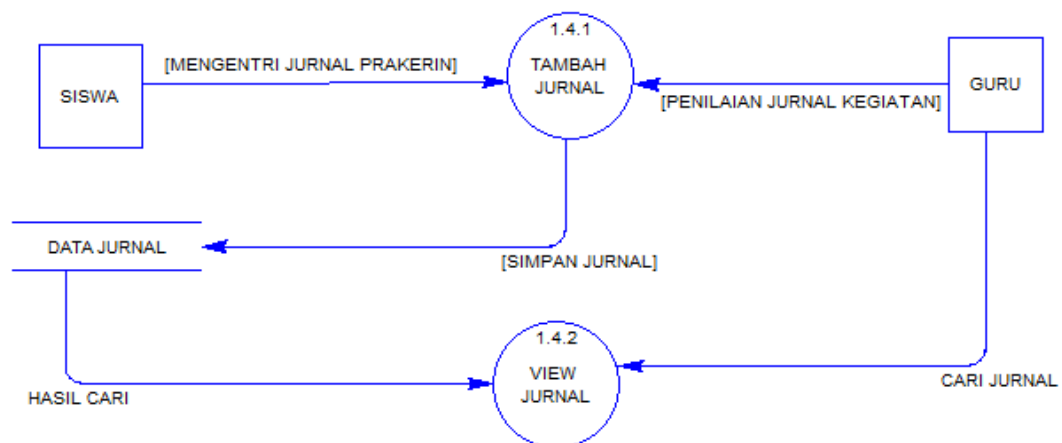 1.4.1
TAMBAH
JURNAL
[MENGENTRI JURNAL PRAKERIN]
SISWA
GURU
[PENILAIAN JURNAL KEGIATAN]
DATA JURNAL
[SIMPAN JURNAL]
1.4.2
VIEW
JURNAL
HASIL CARI
CARI JURNAL